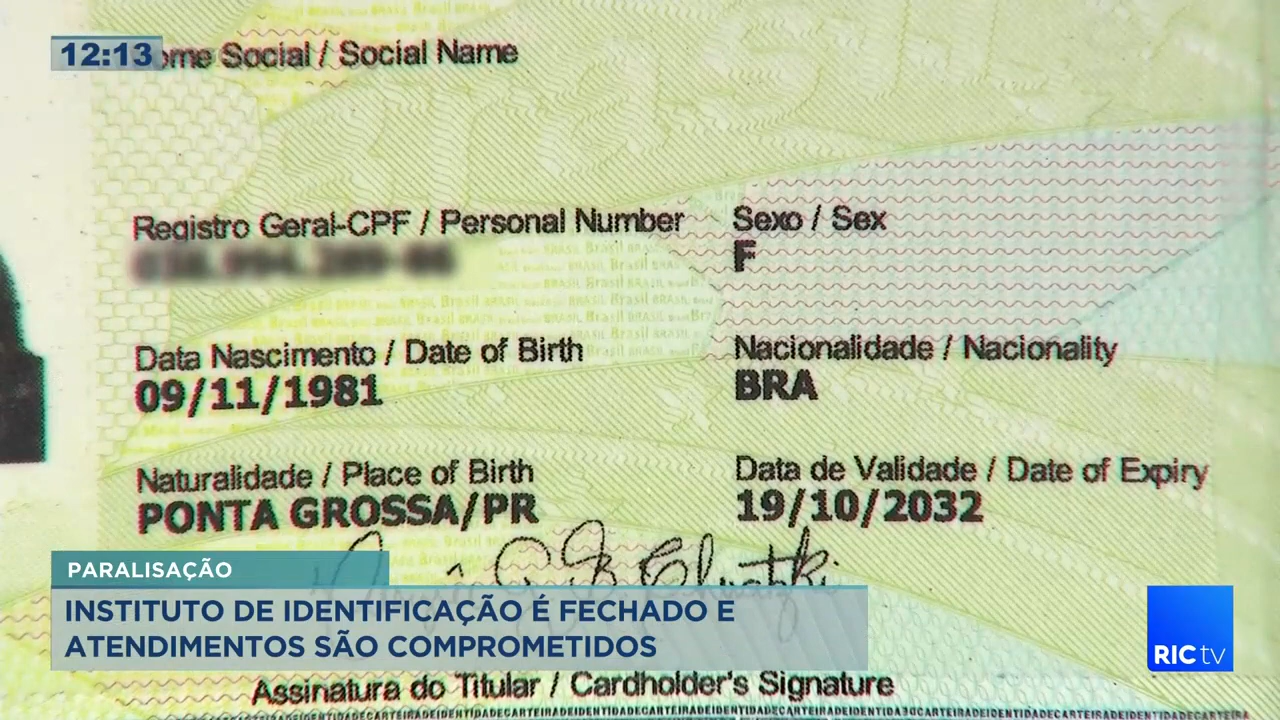 12:13
ome Social / Social Name
Registro Geral-CPF / Personal Number
Sexo / Sex
F
Data Nascimento / Date of Birth
09/11/1981
Nacionalidade / Nacionality
BRA
Naturalidade / Place of Birth
PONTA GROSSA/PR
Data de Validade / Date of Expiry
19/10/2032
PARALISAÇÃO
INSTITUTO DE IDENTIFICAÇÃO É FECHADO E
ATENDIMENTOS SÃO COMPROMETIDOS
RIC tv
Assinatura do Titular / Cardholder's Signature